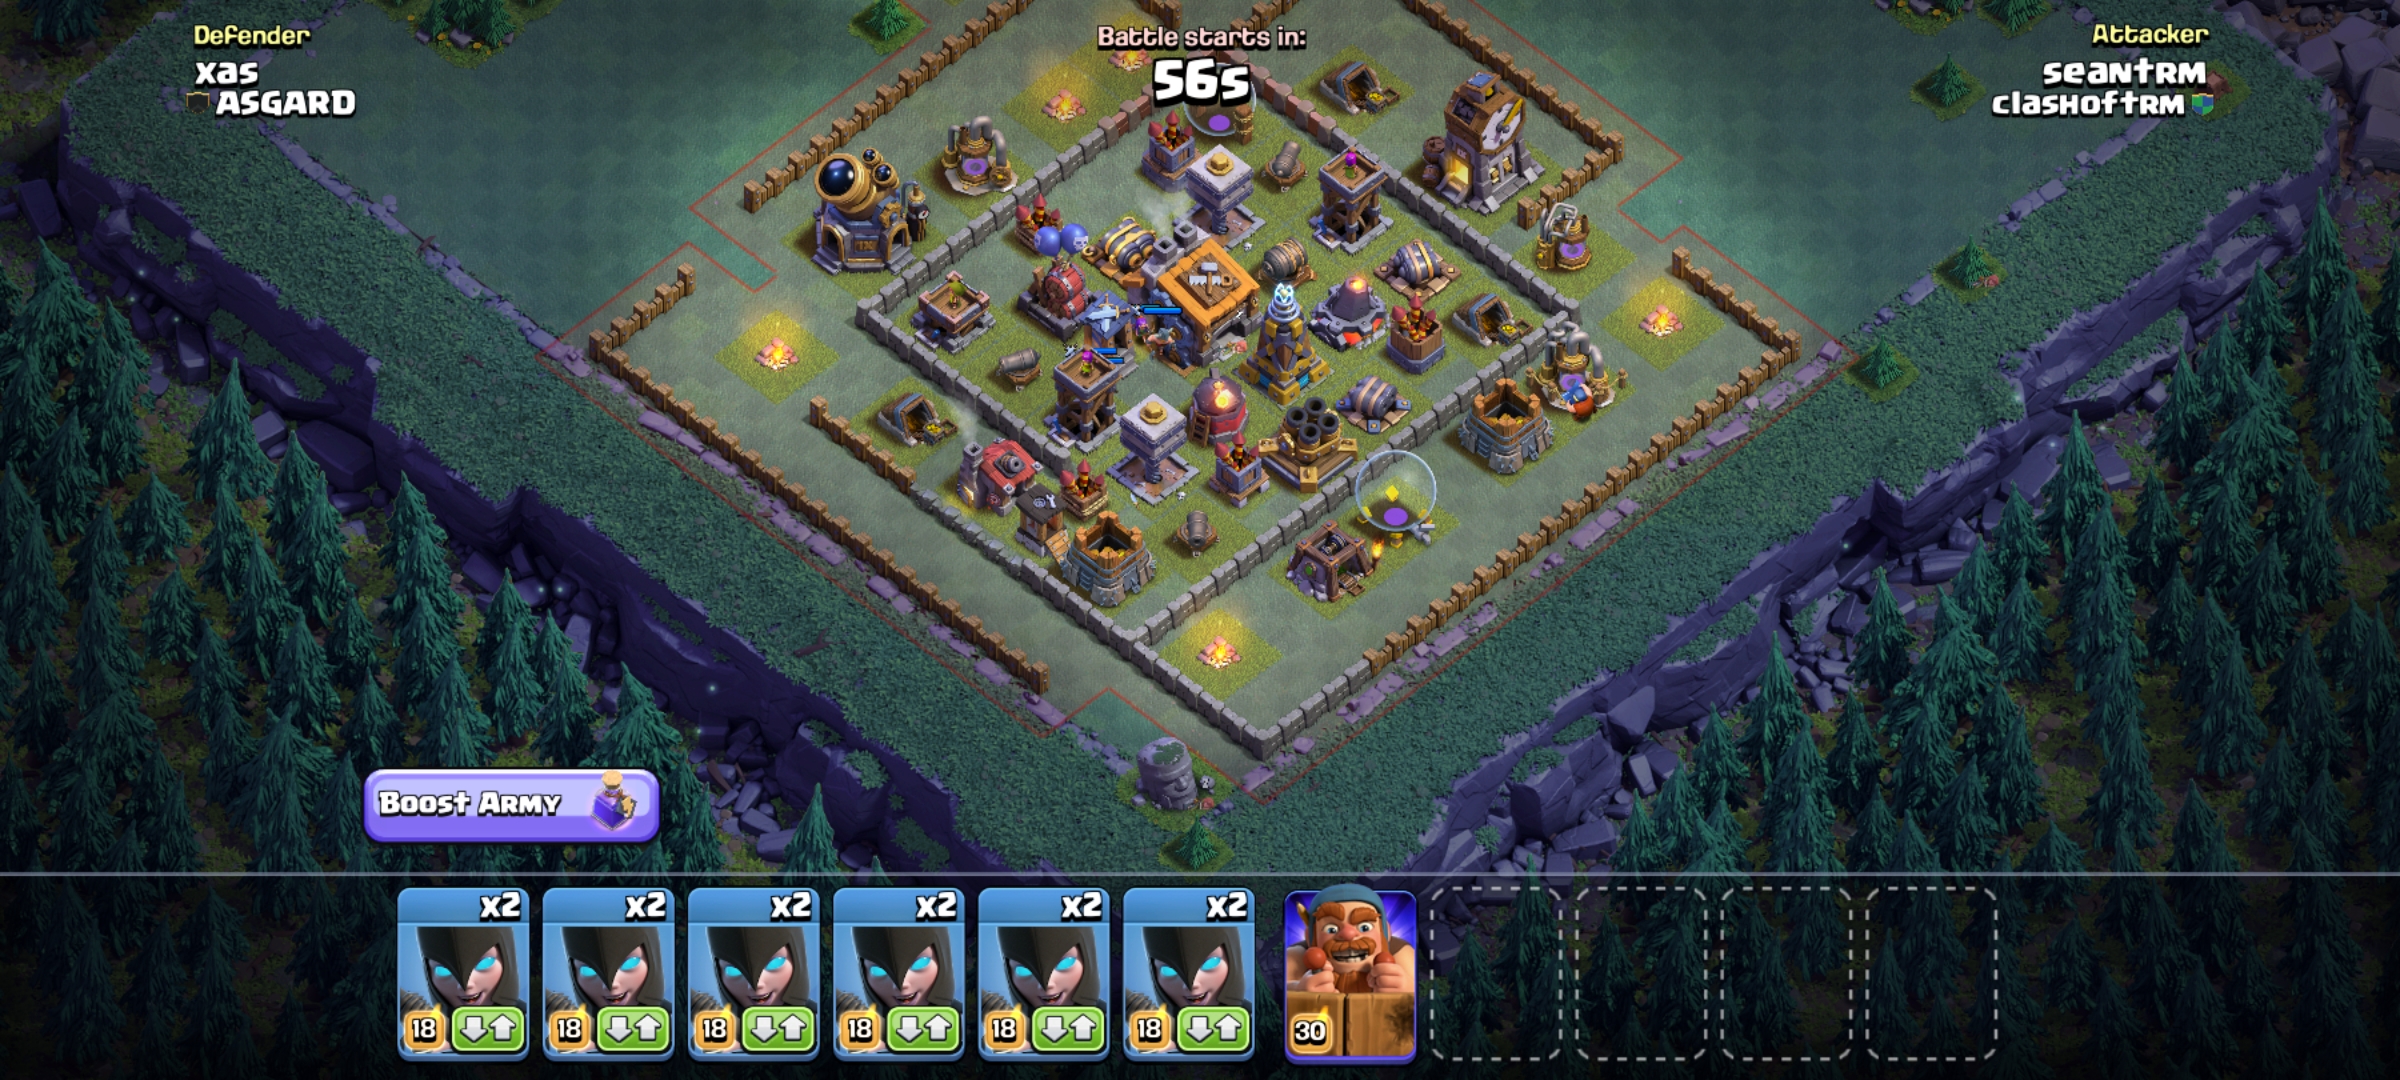 Defender
xas
ASGARD
Battle starts in:
56s
Attacker
seantRM
clashoftRM
Boost Army
x2
x2
x2
x2
x2
x2
18
18
18
18
18
18
30